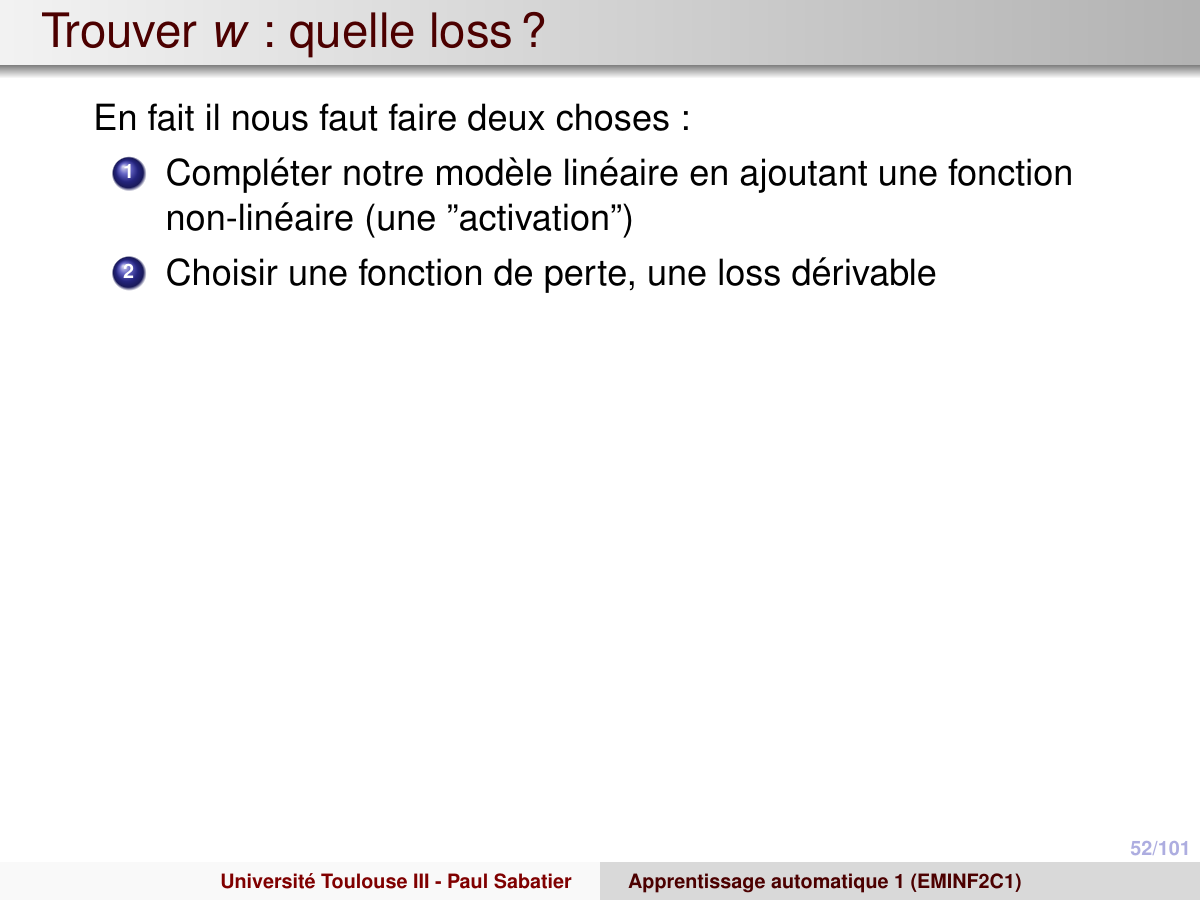 Trouver w : quelle loss ?
En fait il nous faut faire deux choses :
1 Compléter notre modèle linéaire en ajoutant une fonction
non-linéaire (une ”activation”)
2 Choisir une fonction de perte, une loss dérivable
52/101
Université Toulouse III - Paul Sabatier Apprentissage automatique 1 (EMINF2C1)